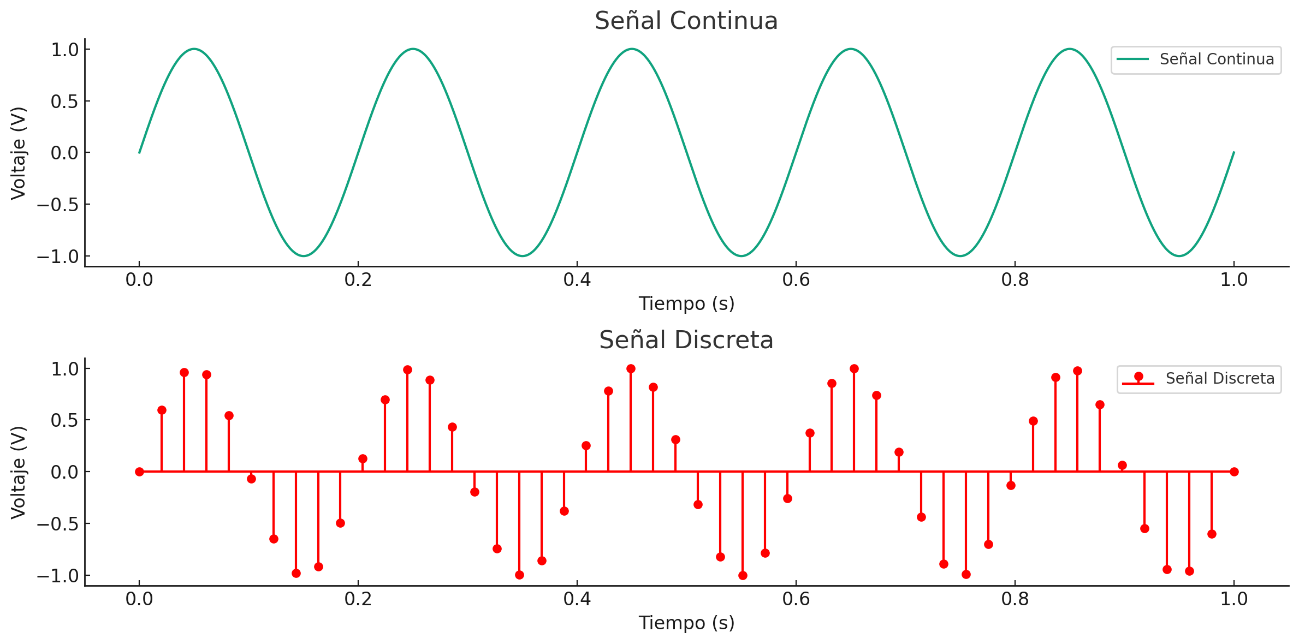 Señal Continua
Señal Continua
Voltaje (V)
1.0
0.5
0.0
−0.5
−1.0
0.0 0.2 0.4 0.6 0.8 1.0
Tiempo (s)
Señal Discreta
Señal Discreta
Voltaje (V)
1.0
0.5
0.0
−0.5
−1.0
0.0 0.2 0.4 0.6 0.8 1.0
Tiempo (s)